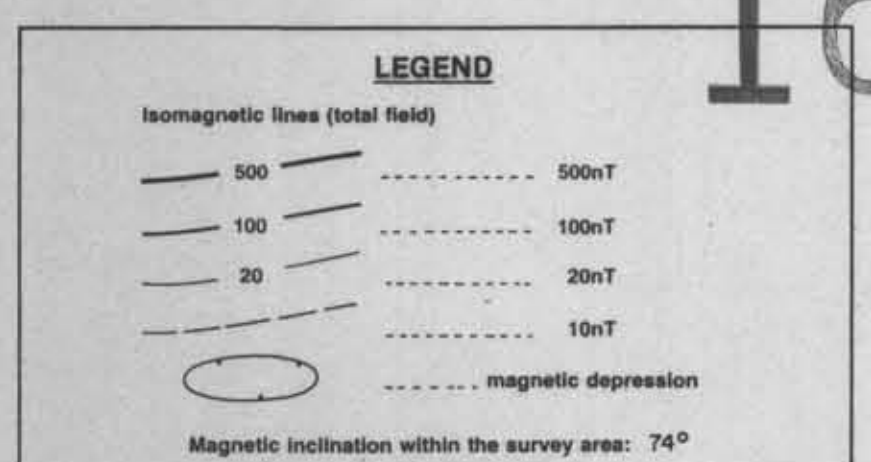 LEGEND
Isomagnetic lines (total field)
500 500nT
100 100nT
20 20nT
10nT
magnetic depression
Magnetic inclination within the survey area: 74°